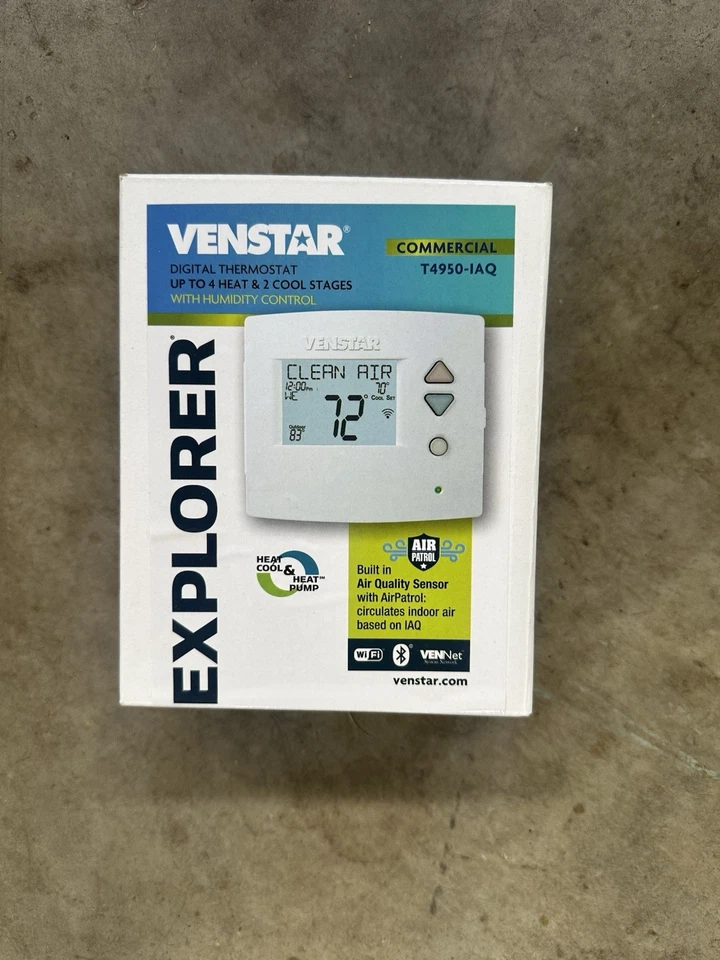 VENSTAR®
COMMERCIAL
T4950-IAQ
DIGITAL THERMOSTAT
UP TO 4 HEAT & 2 COOL STAGES
WITH HUMIDITY CONTROL
EXPLORER®
VENSTAR
CLEAN AIR
12:00PM
70°
WE
Cool Set
72°
Outdoor
83°
HEAT
COOL &
HEAT™
PUMP
AIR
PATROL
Built in
Air Quality Sensor
with AirPatrol:
circulates indoor air
based on IAQ
WiFi
VENNet
venstar.com